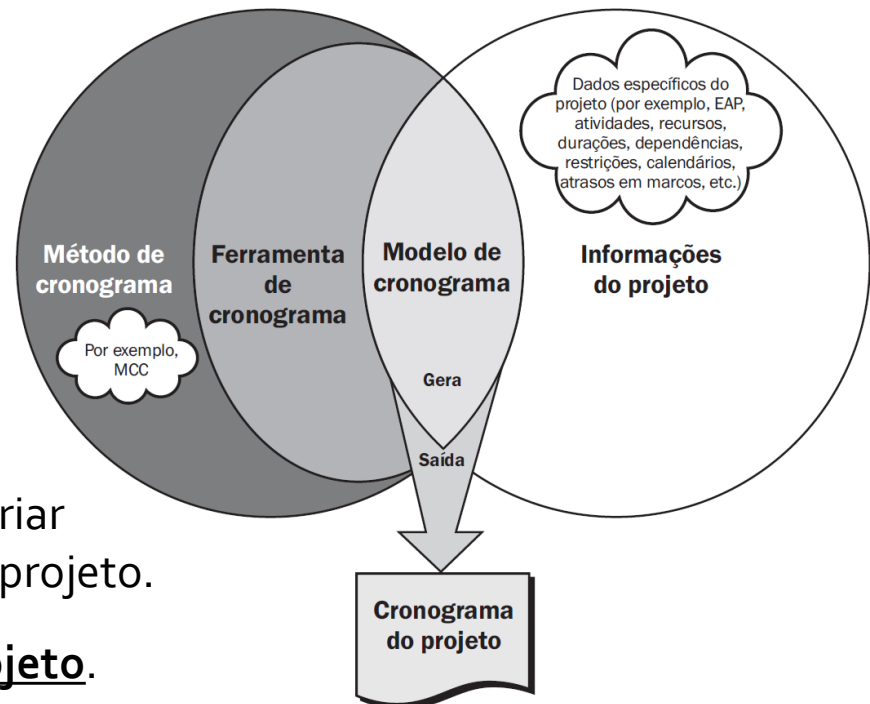 Dados específicos do
projeto (por exemplo, EAP,
atividades, recursos,
durações, dependências,
restrições, calendários,
atrasos em marcos, etc.)
Método de
cronograma
Ferramenta
de
cronograma
Modelo de
cronograma
Informações
do projeto
Por exemplo,
MCC
Gera
Saída
projeto.
Cronograma
do projeto